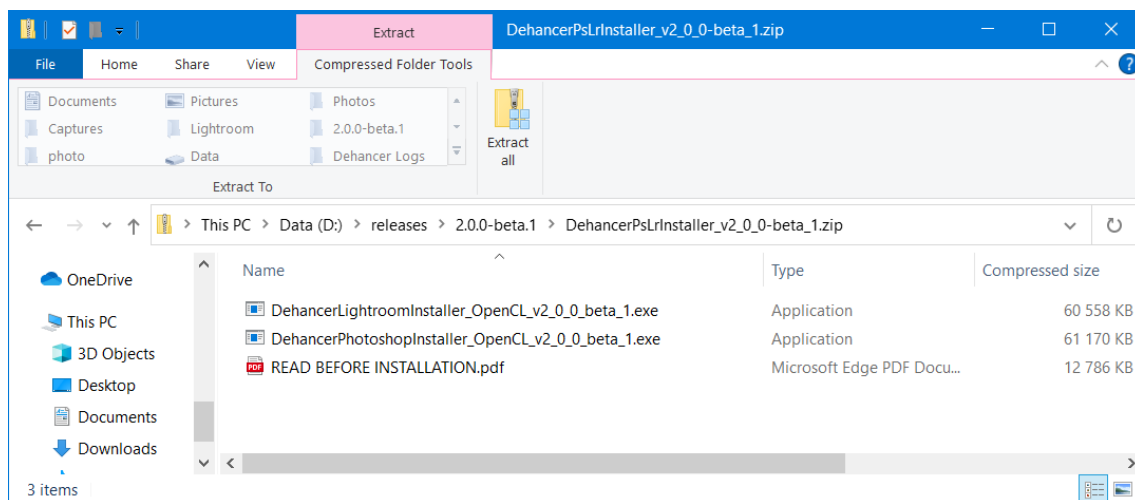 Extract
DehancerPsLrInstaller_v2_0_0-beta_1.zip
File
Home
Share
View
Compressed Folder Tools
?
Documents
Pictures
Photos
Captures
Lightroom
2.0.0-beta.1
photo
Data
Dehancer Logs
Extract
all
Extract To
This PC > Data (D:) > releases > 2.0.0-beta.1 > DehancerPsLrInstaller_v2_0_0-beta_1.zip
Name
Type
Compressed size
OneDrive
This PC
3D Objects
Desktop
Documents
Downloads
DehancerLightroomInstaller_OpenCL_v2_0_0_beta_1.exe
Application
60 558 KB
DehancerPhotoshopInstaller_OpenCL_v2_0_0_beta_1.exe
Application
61 170 KB
PDF
READ BEFORE INSTALLATION.pdf
Microsoft Edge PDF Docu...
12 786 KB
3 items